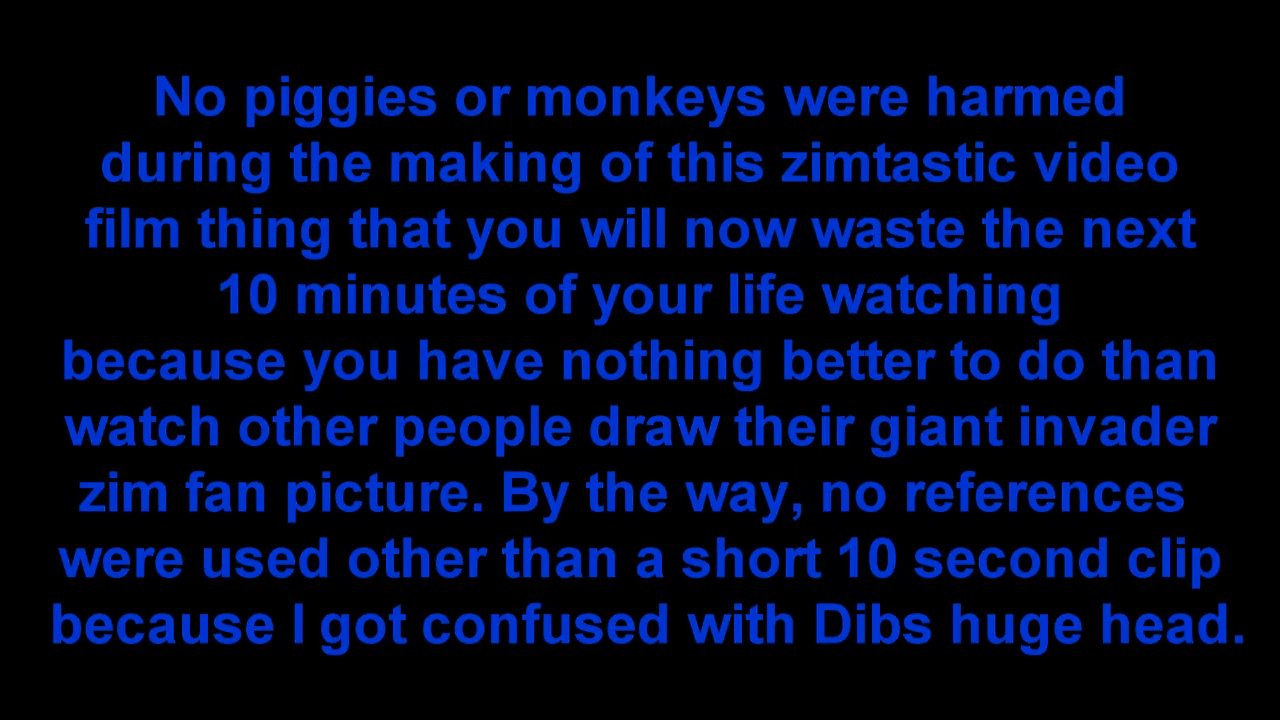 No piggies or monkeys were harmed
during the making of this zimtastic video
film thing that you will now waste the next
10 minutes of your life watching
because you have nothing better to do than
watch other people draw their giant invader
zim fan picture. By the way, no references
were used other than a short 10 second clip
because I got confused with Dibs huge head.